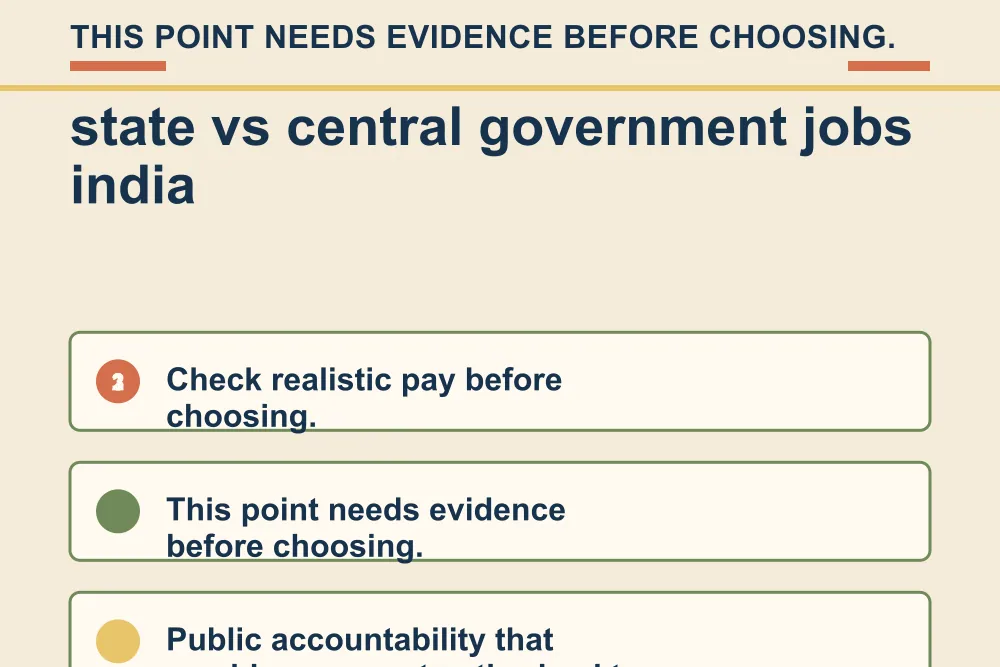 THIS POINT NEEDS EVIDENCE BEFORE CHOOSING.
state vs central government jobs
india
Check realistic pay before
choosing.
This point needs evidence
before choosing.
Public accountability that